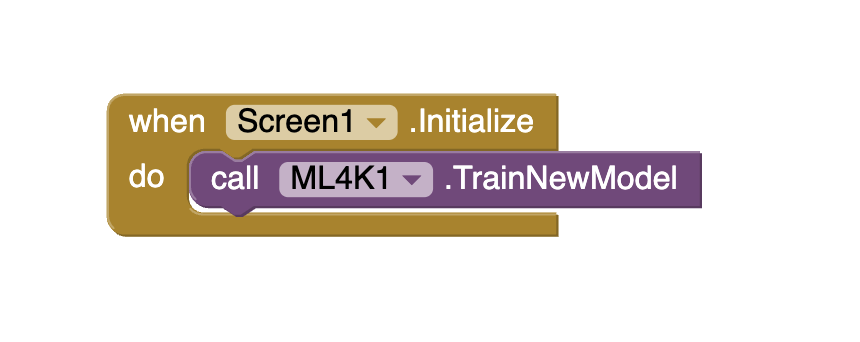 when Screen1 .Initialize
do call ML4K1 .TrainNewModel